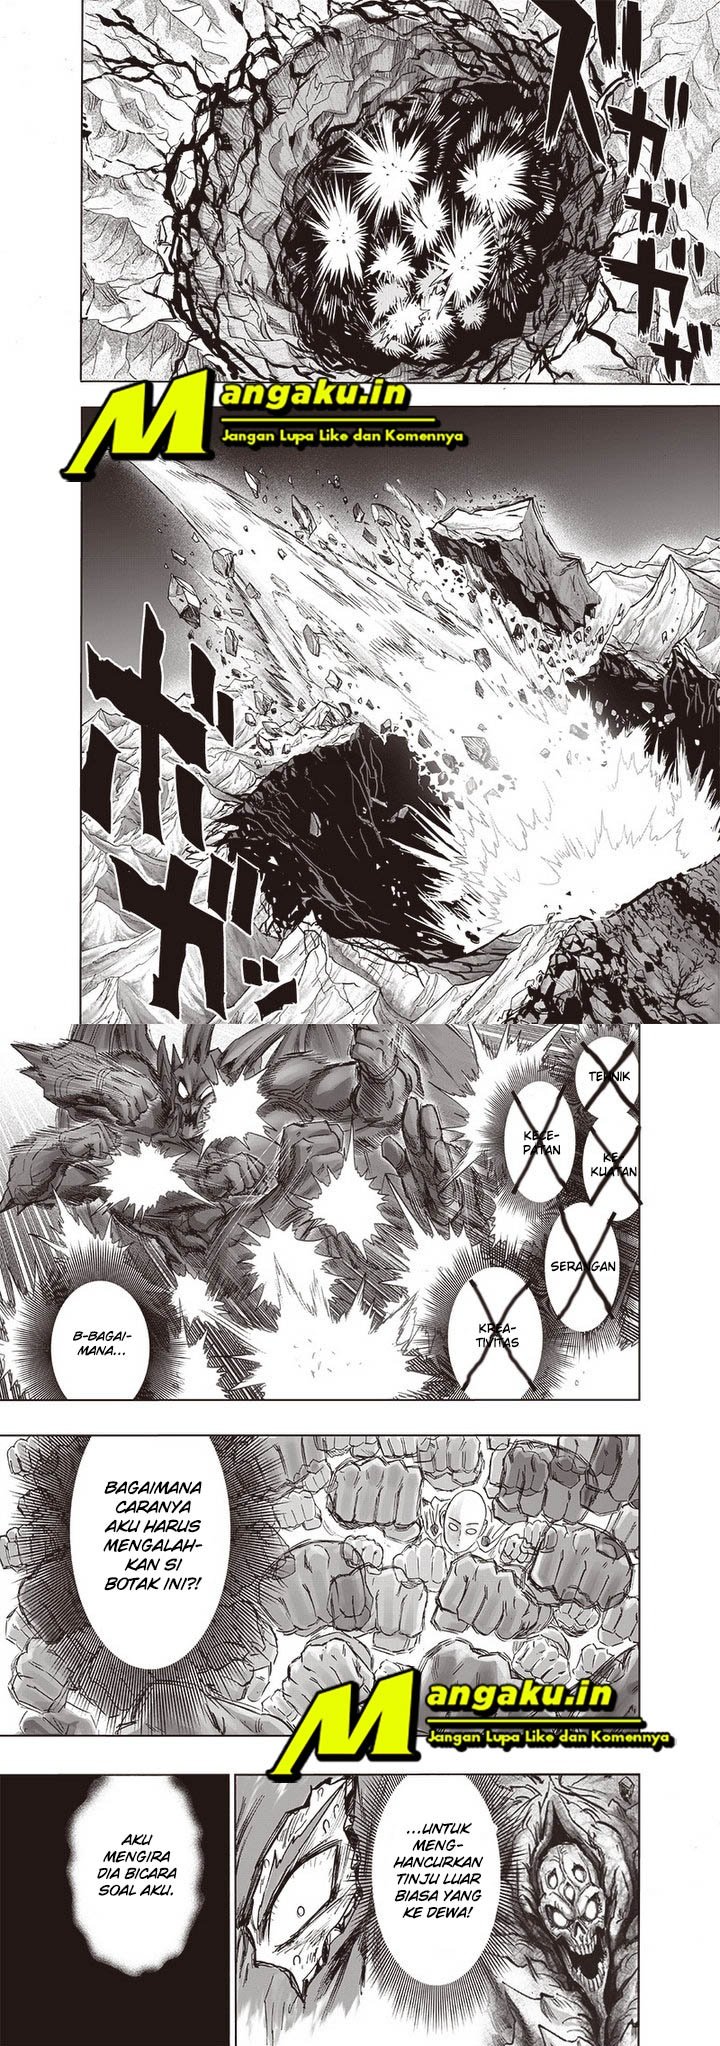 ズ
ガガガガッ
Mangaku.in
Jangan Lupa Like dan Komennya
TEKNIK
KECE-
PATAN
KE-
KUATAN
SERANGAN
KREA-
TIVITAS
B-BAGAI-
MANA...
BAGAIMANA
CARANYA
AKU HARUS
MENGALAH-
KAN SI
BOTAK INI?!
Mangaku.in
Jangan Lupa Like dan Komennya
...UNTUK
MENG-
HANCURKAN
TINJU LUAR
BIASA YANG
KE DEWA!
AKU
MENGIRA
DIA BICARA
SOAL AKU.